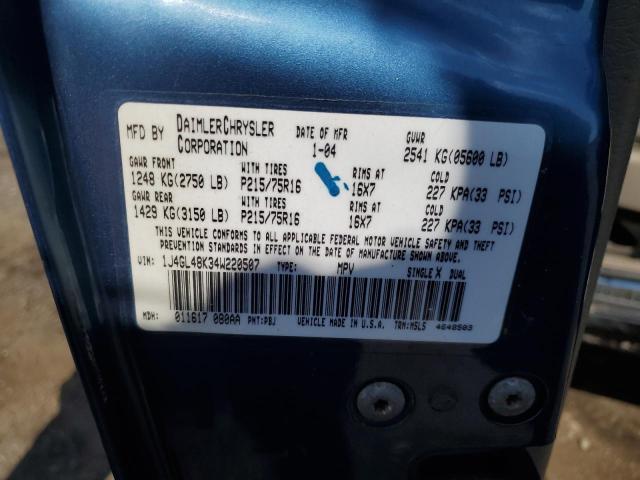 MFD BY DAIMLERCHRYSLER CORPORATION DATE OF MFR 1-04 GVWR 2541 KG(05600 LB)
GAWR FRONT WITH TIRES RIMS AT COLD
1248 KG(2750 LB) P215/75R16 16X7 227 KPA(33 PSI)
GAWR REAR WITH TIRES RIMS AT COLD
1429 KG(3150 LB) P215/75R16 16X7 227 KPA(33 PSI)
THIS VEHICLE CONFORMS TO ALL APPLICABLE FEDERAL MOTOR VEHICLE SAFETY AND THEFT
PREVENTION STANDARDS IN EFFECT ON THE DATE OF MANUFACTURE SHOWN ABOVE.
VIN: 1J4GL48K34W220507 TYPE: MPV SINGLE X DUAL
MDH: 011617 080AA PNT:PBJ VEHICLE MADE IN U.S.A. TRM:M5L5 4648503